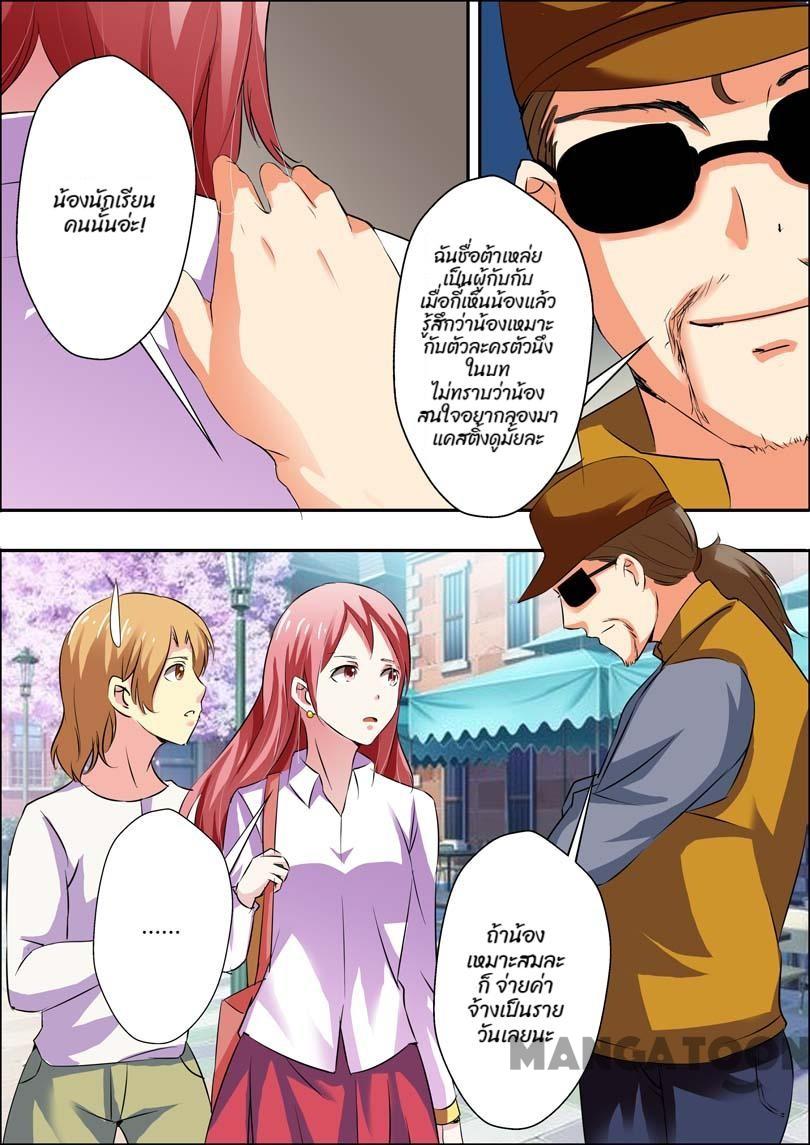 น้องนักเรียน
คนนั้นอ่ะ!
ฉันชื่อต้าเหล่ย
เป็นผู้กับกับ
เมื่อกี้เห็นน้องแล้ว
รู้สึกว่าน้องเหมาะ
กับตัวละครตัวนึง
ในบท
ไม่ทราบว่าน้อง
สนใจอยากลองมา
แคสติ้งดูมั้ยละ
......
ถ้าน้อง
เหมาะสมละ
ก็ จ่ายค่า
จ้างเป็นราย
วันเลยนะ
MANGATOON